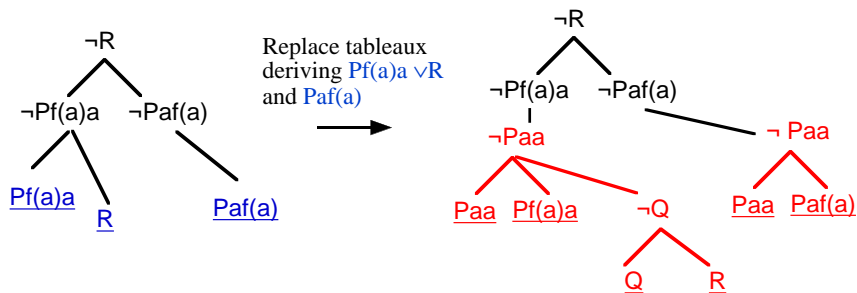 ¬R
¬Pf(a)a ¬Paf(a)
Pf(a)a
R
Paf(a)
Replace tableaux
deriving Pf(a)a ∨R
and Paf(a)
¬R
¬Pf(a)a ¬Paf(a)
¬Paa
¬ Paa
Paa Pf(a)a ¬Q
Paa Paf(a)
Q R